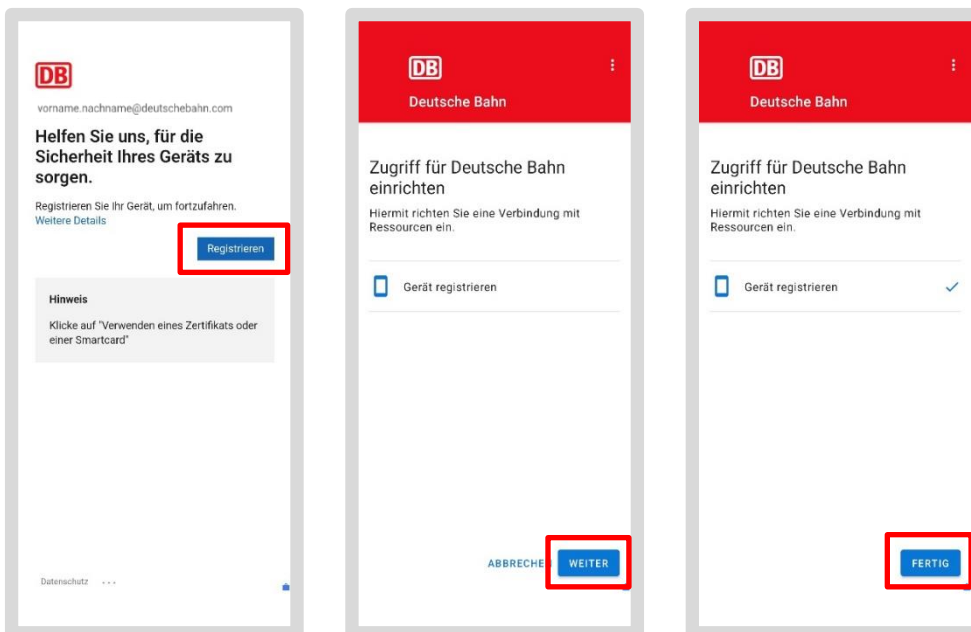 DB
vorname.nachname@deutschebahn.com
Helfen Sie uns, für die
Sicherheit Ihres Geräts zu
sorgen.
Registrieren Sie Ihr Gerät, um fortzufahren.
Weitere Details
Registrieren
Hinweis
Klicke auf "Verwenden eines Zertifikats oder
einer Smartcard"
Datenschutz ...
DB
Deutsche Bahn
Zugriff für Deutsche Bahn
einrichten
Hiermit richten Sie eine Verbindung mit
Ressourcen ein.
Gerät registrieren
ABBRECHE WEITER
DB
Deutsche Bahn
Zugriff für Deutsche Bahn
einrichten
Hiermit richten Sie eine Verbindung mit
Ressourcen ein.
Gerät registrieren
FERTIG